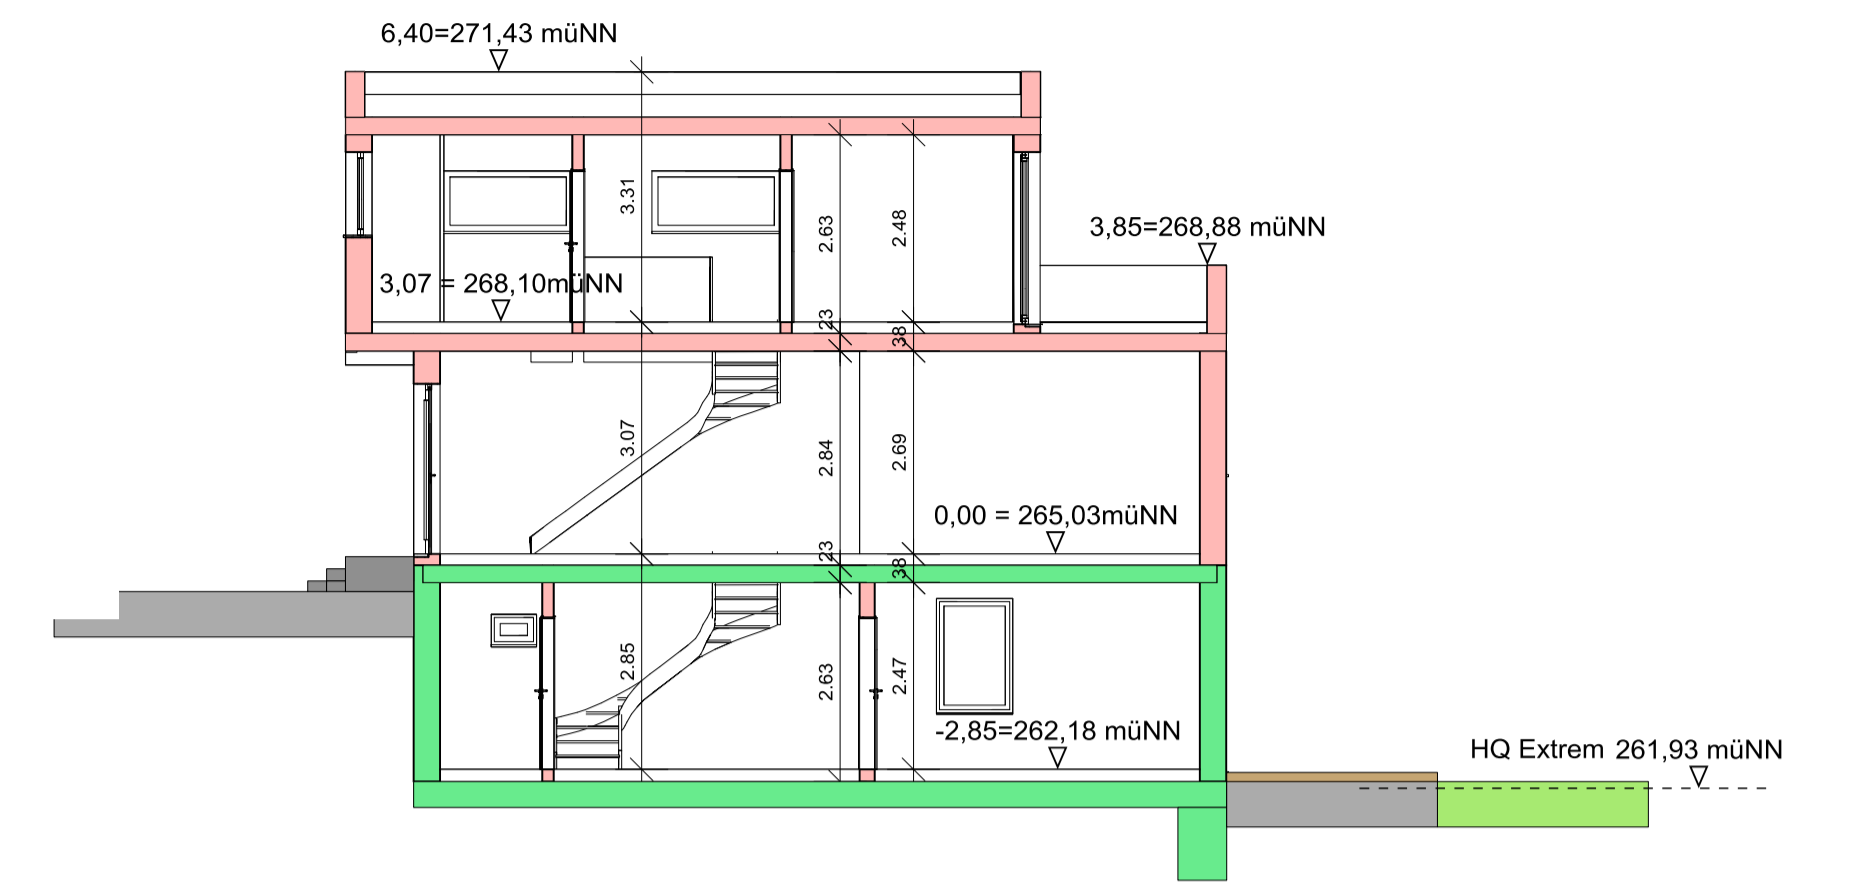 6,40=271,43 müNN
3.31
2.63
2.48
3,85=268,88 müNN
3,07 = 268,10müNN
23
38
3.07
2.84
2.69
0,00 = 265,03müNN
23
38
2.85
2.63
2.47
-2,85=262,18 müNN
HQ Extrem 261,93 müNN